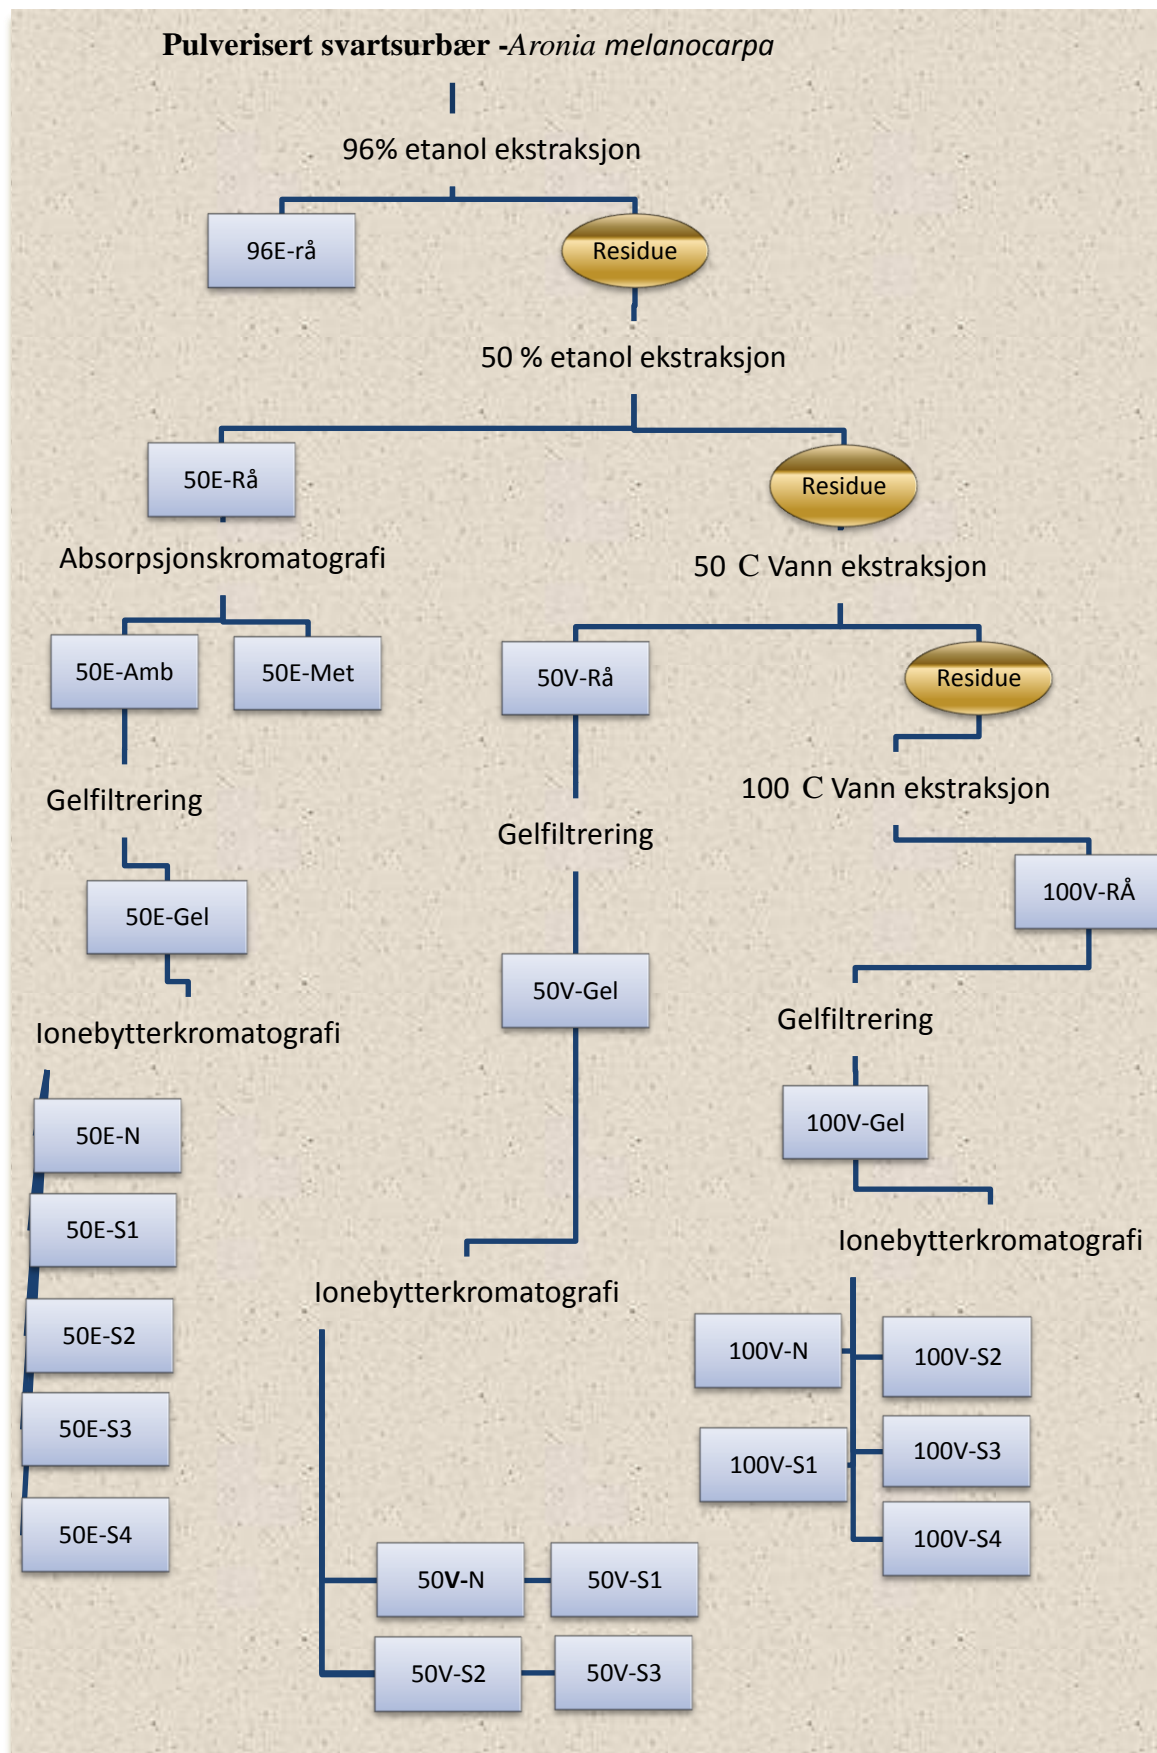 Pulverisert svartsurbær -Aronia melanocarpa
96% etanol ekstraksjon
96E-rå
Residue
50 % etanol ekstraksjon
50E-Rå
Residue
Absorpsjonskromatografi
50 C Vann ekstraksjon
50E-Amb
50E-Met
50V-Rå
Residue
Gelfiltrering
100 C Vann ekstraksjon
Gelfiltrering
50E-Gel
100V-RÅ
50V-Gel
Ionebytterkromatografi
Gelfiltrering
50E-N
100V-Gel
50E-S1
Ionebytterkromatografi
Ionebytterkromatografi
50E-S2
100V-N
100V-S2
50E-S3
100V-S1
100V-S3
50E-S4
100V-S4
50V-N
50V-S1
50V-S2
50V-S3